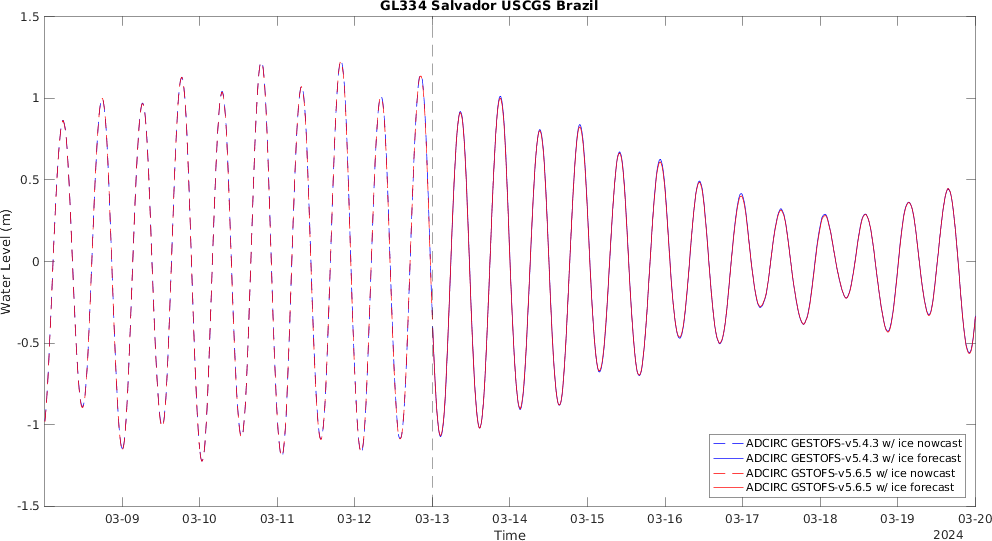 GL334 Salvador USCGS Brazil
1.5
1
0.5
0
-0.5
-1
-1.5
Water Level (m)
ADCIRC GESTOFS-v5.4.3 w/ ice nowcast
ADCIRC GESTOFS-v5.4.3 w/ ice forecast
ADCIRC GSTOFS-v5.6.5 w/ ice nowcast
ADCIRC GSTOFS-v5.6.5 w/ ice forecast
03-09 03-10 03-11 03-12 03-13 03-14 03-15 03-16 03-17 03-18 03-19 03-20
Time
2024